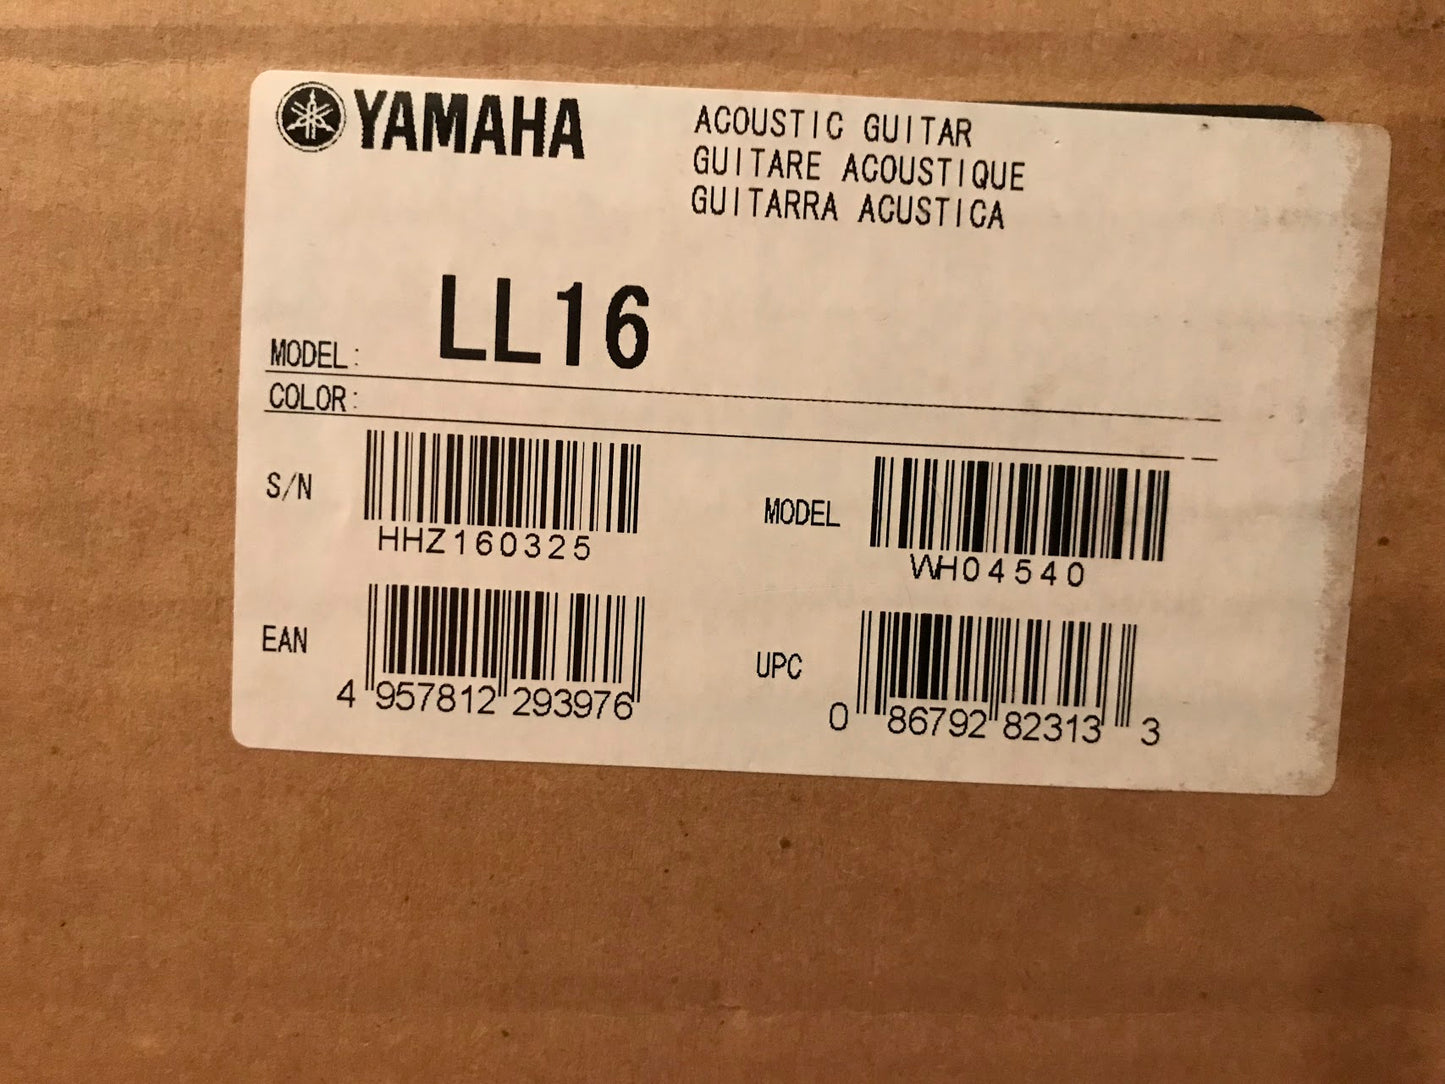 YAMAHA
ACOUSTIC GUITAR
GUITARE ACOUSTIQUE
GUITARRA ACUSTICA
MODEL: LL16
COLOR:
S/N
HHZ160325
MODEL
WH04540
EAN
4 957812 293976
UPC
0 86792 82313 3